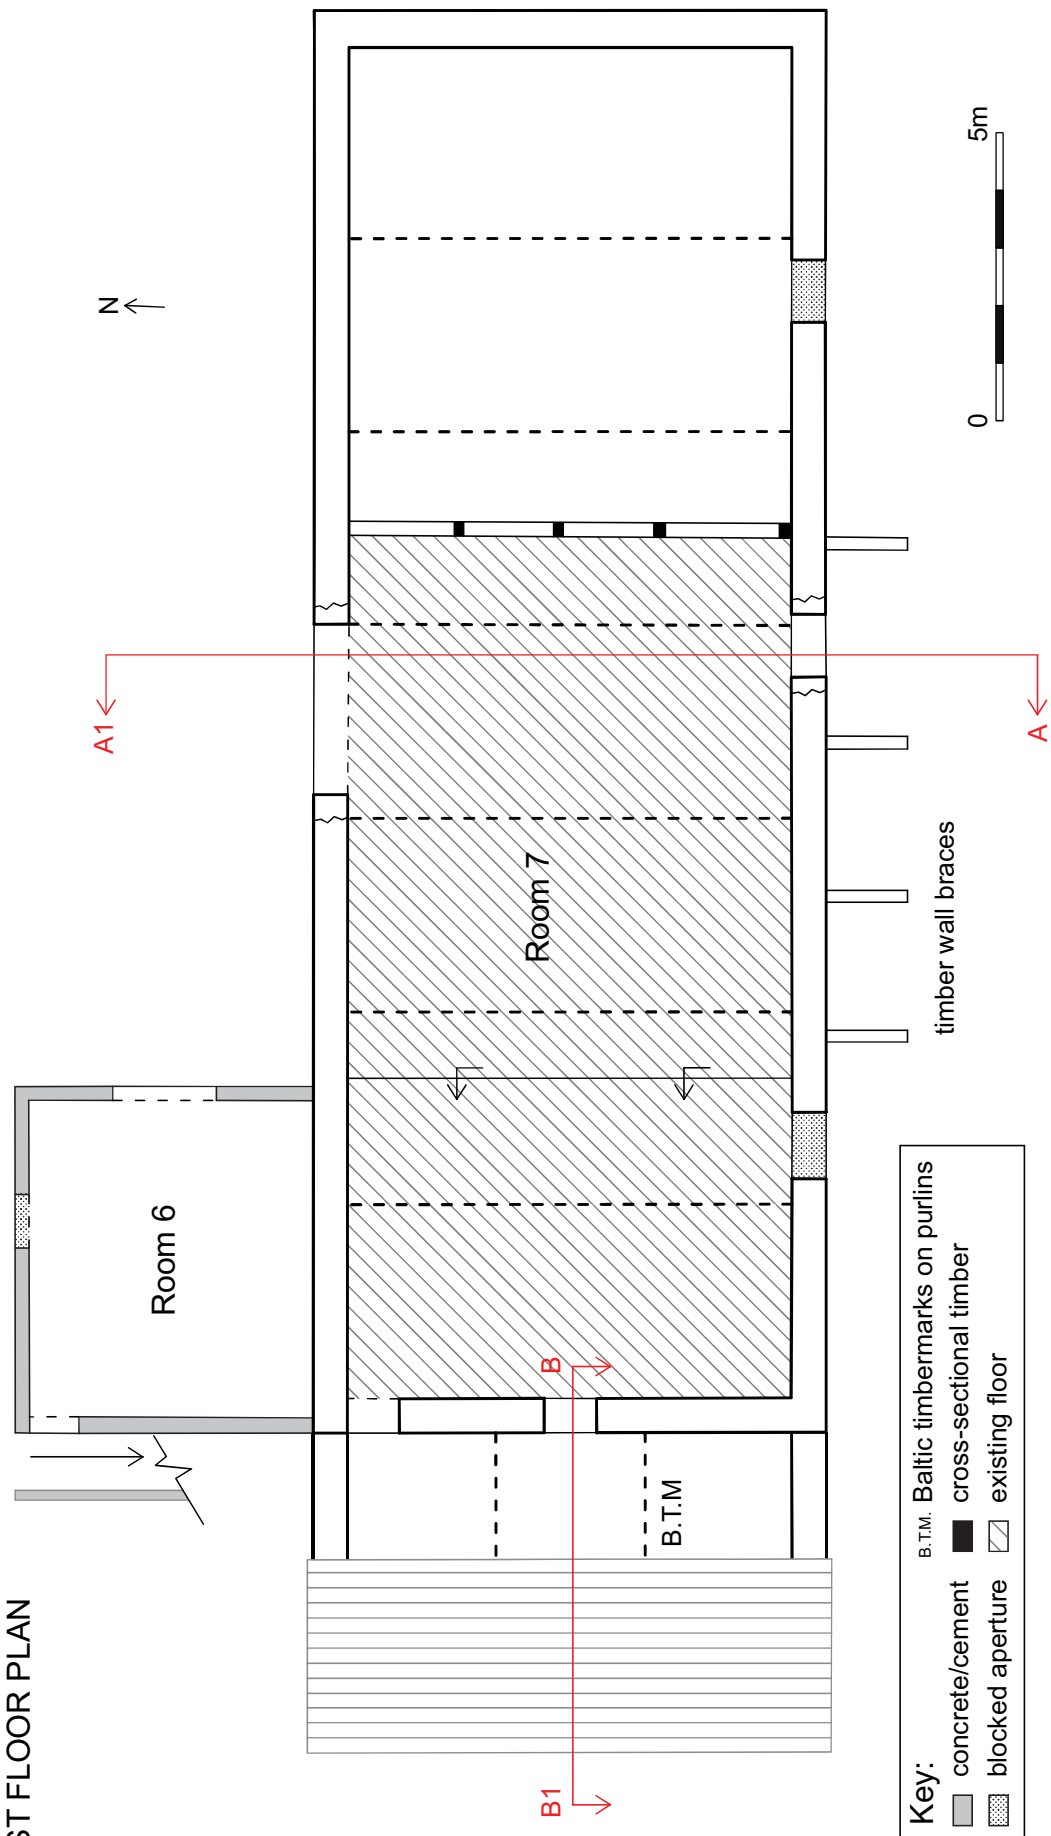 ST FLOOR PLAN
N
Room 6
Room 7
A1
A
B
B1
B.T.M
timber wall braces
0 5m
Key:
concrete/cement
blocked aperture
B.T.M. Baltic timbermarks on purlins
cross-sectional timber
existing floor